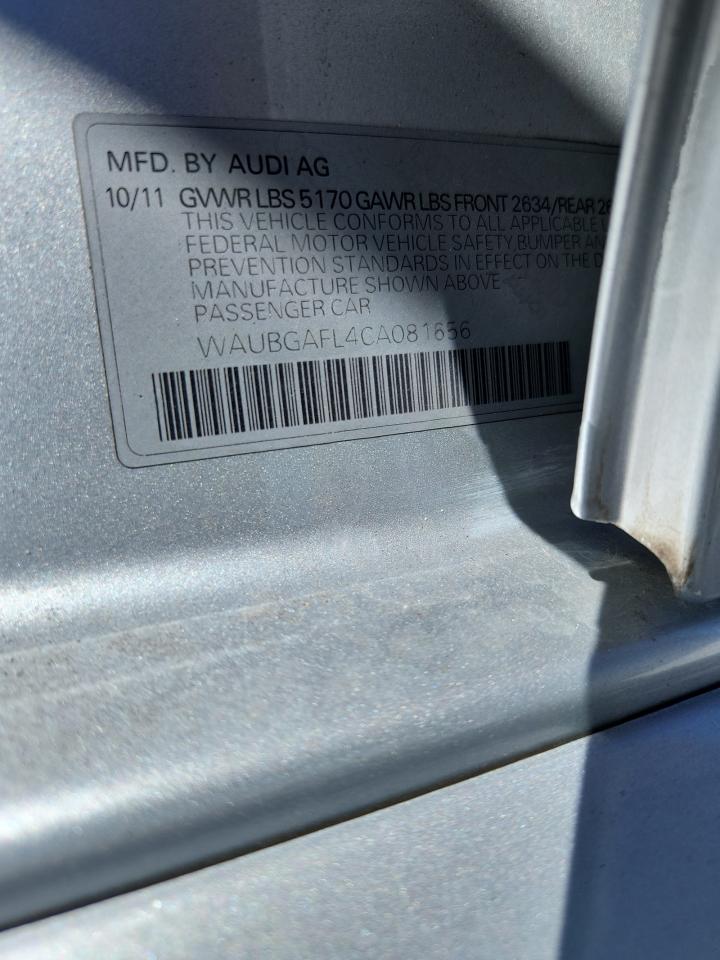 MFD. BY AUDI AG
10/11 GVWR LBS 5170 GAWR LBS FRONT 2634/REAR
THIS VEHICLE CONFORMS TO ALL APPLICABLE
FEDERAL MOTOR VEHICLE SAFETY, BUMPER
PREVENTION STANDARDS IN EFFECT ON THE
MANUFACTURE SHOWN ABOVE
PASSENGER CAR
WAUBGAFL4CA081656